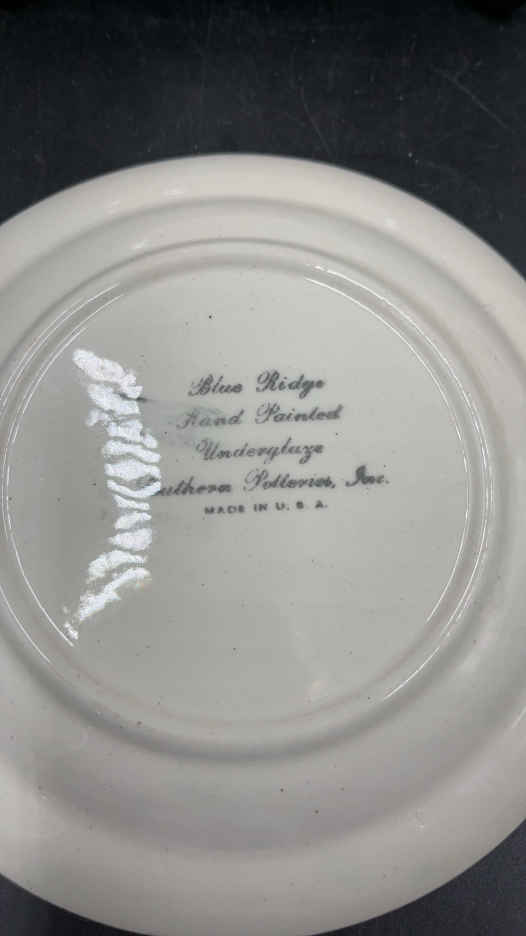 Blue Ridge
Hand Painted
Underglaze
Southern Potteries, Inc.
MADE IN U. S. A.